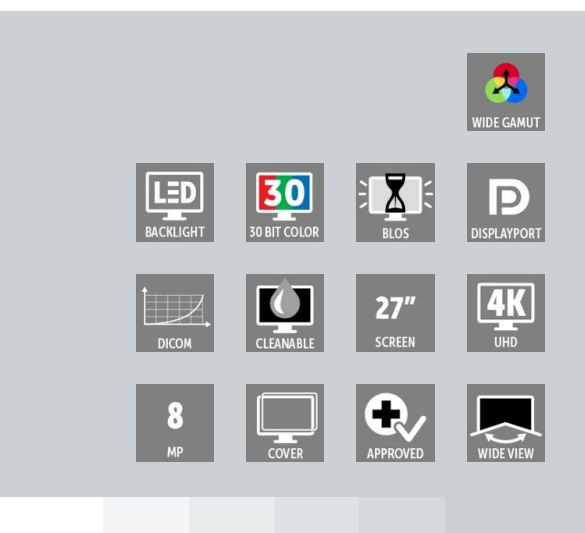 WIDE GAMUT
LED
BACKLIGHT
30
30 BIT COLOR
BLOS
DISPLAYPORT
DICOM
CLEANABLE
27"
SCREEN
4K
UHD
8
MP
COVER
APPROVED
WIDE VIEW